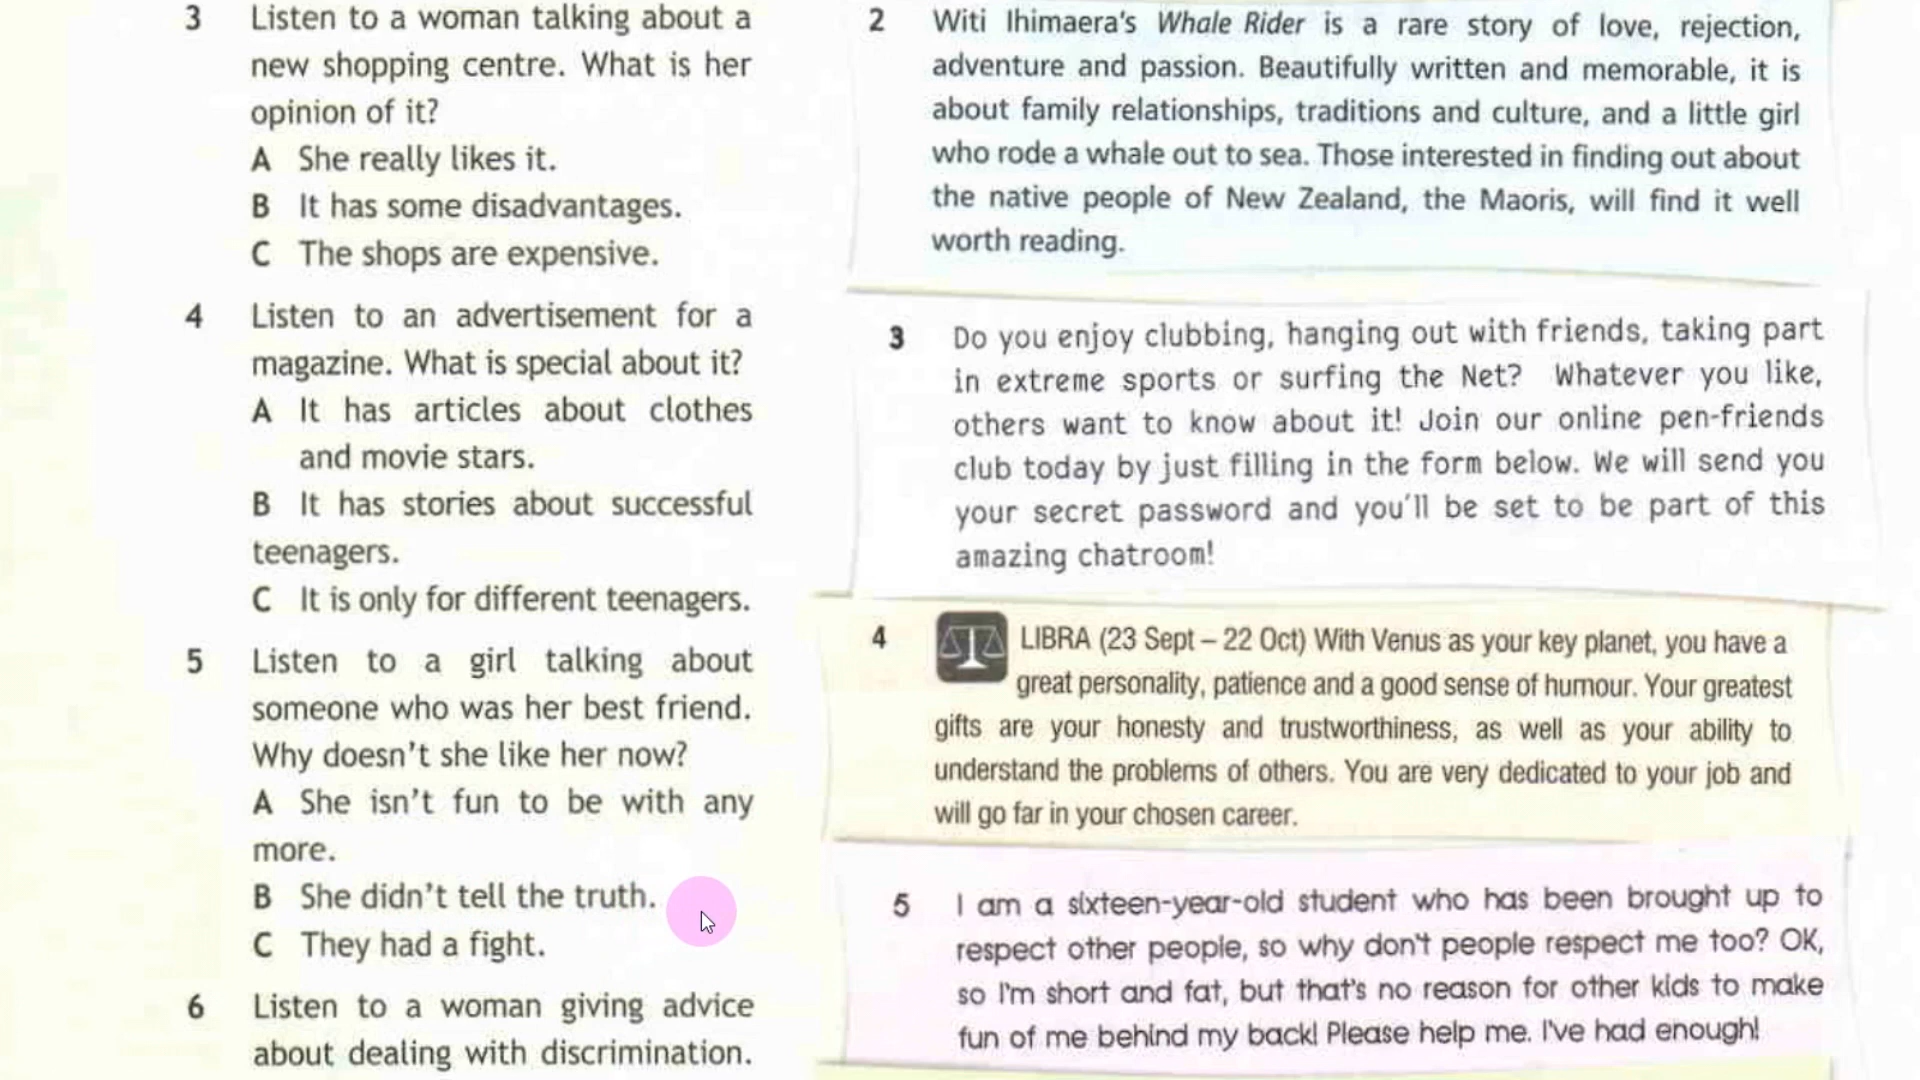 3 Listen to a woman talking about a
new shopping centre. What is her
opinion of it?
A She really likes it.
B It has some disadvantages.
C The shops are expensive.
4 Listen to an advertisement for a
magazine. What is special about it?
A It has articles about clothes
and movie stars.
B It has stories about successful
teenagers.
C It is only for different teenagers.
5 Listen to a girl talking about
someone who was her best friend.
Why doesn't she like her now?
A She isn't fun to be with any
more.
B She didn't tell the truth.
C They had a fight.
6 Listen to a woman giving advice
about dealing with discrimination.
2 Witi Ihimaera's Whale Rider is a rare story of love, rejection,
adventure and passion. Beautifully written and memorable, it is
about family relationships, traditions and culture, and a little girl
who rode a whale out to sea. Those interested in finding out about
the native people of New Zealand, the Maoris, will find it well
worth reading.
3 Do you enjoy clubbing, hanging out with friends, taking part
in extreme sports or surfing the Net? Whatever you like,
others want to know about it! Join our online pen-friends
club today by just filling in the form below. We will send you
your secret password and you'll be set to be part of this
amazing chatroom!
4 LIBRA (23 Sept – 22 Oct) With Venus as your key planet, you have a
great personality, patience and a good sense of humour. Your greatest
gifts are your honesty and trustworthiness, as well as your ability to
understand the problems of others. You are very dedicated to your job and
will go far in your chosen career.
5 I am a sixteen-year-old student who has been brought up to
respect other people, so why don't people respect me too? OK,
so I'm short and fat, but that's no reason for other kids to make
fun of me behind my back! Please help me. I've had enough!